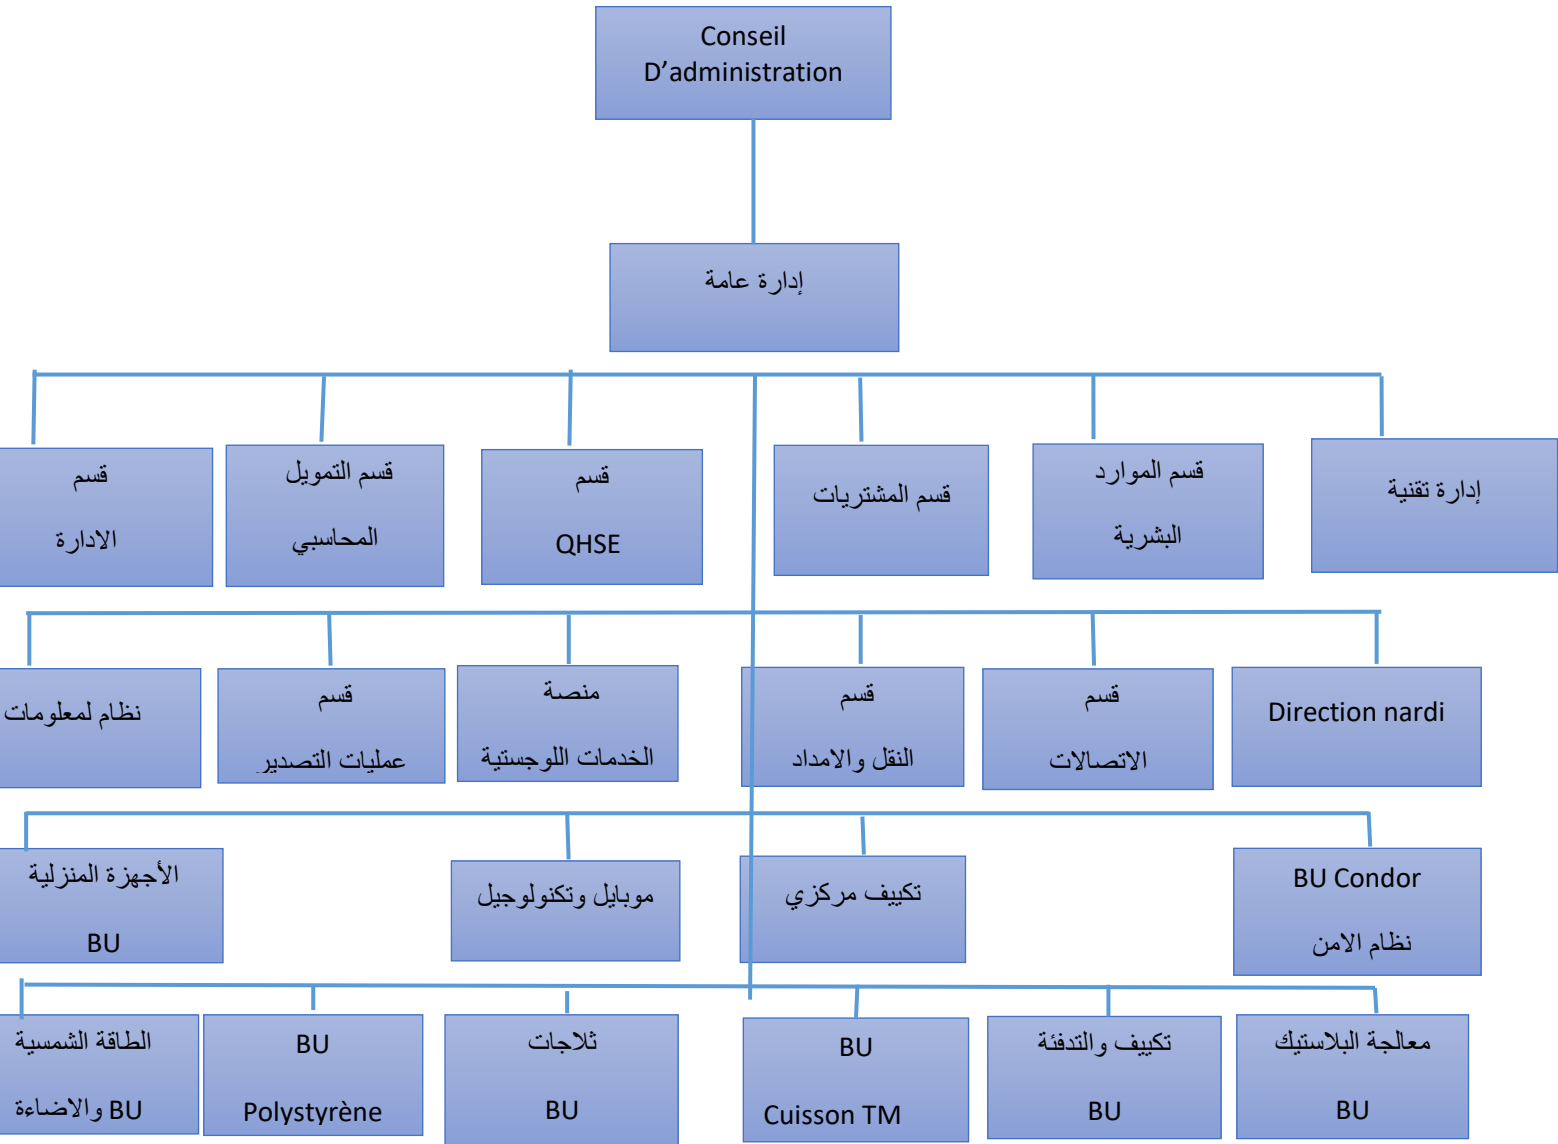 Conseil
D’administration
إدارة عامة
قسم
الادارة
قسم التمويل
المحاسبي
قسم
QHSE
قسم المشتريات
قسم الموارد
البشرية
إدارة تقنية
نظام لمعلومات
قسم
عمليات التصدير
منصة
الخدمات اللوجستية
قسم
النقل والامداد
قسم
الاتصالات
Direction nardi
الأجهزة المنزلية
BU
موبايل وتكنولوجيل
تكييف مركزي
BU Condor
نظام الامن
الطاقة الشمسية
والاضاءة BU
BU
Polystyrène
ثلاجات
BU
BU
Cuisson TM
تكييف والتدفئة
BU
معالجة البلاستيك
BU